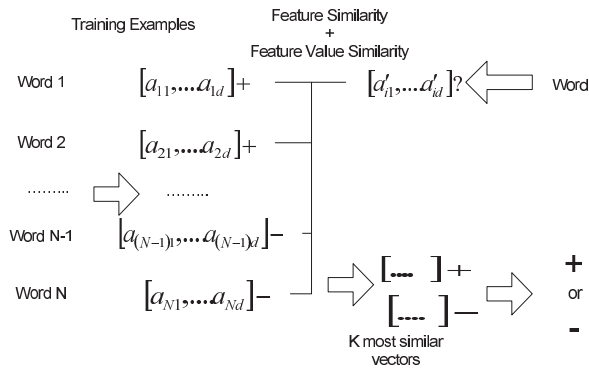 Training Examples
Feature Similarity
+
Feature Value Similarity
Word 1 [a₁₁,....a₁d]+ [a′i1,....a′id]? Word
Word 2 [a₂₁,....a₂d]+
......... .........
Word N-1 [a(N−1)1,....a(N−1)d]−
Word N [aN1,....aNd]−
[.... ]+
[.... ]−
K most similar
vectors
+
or
-